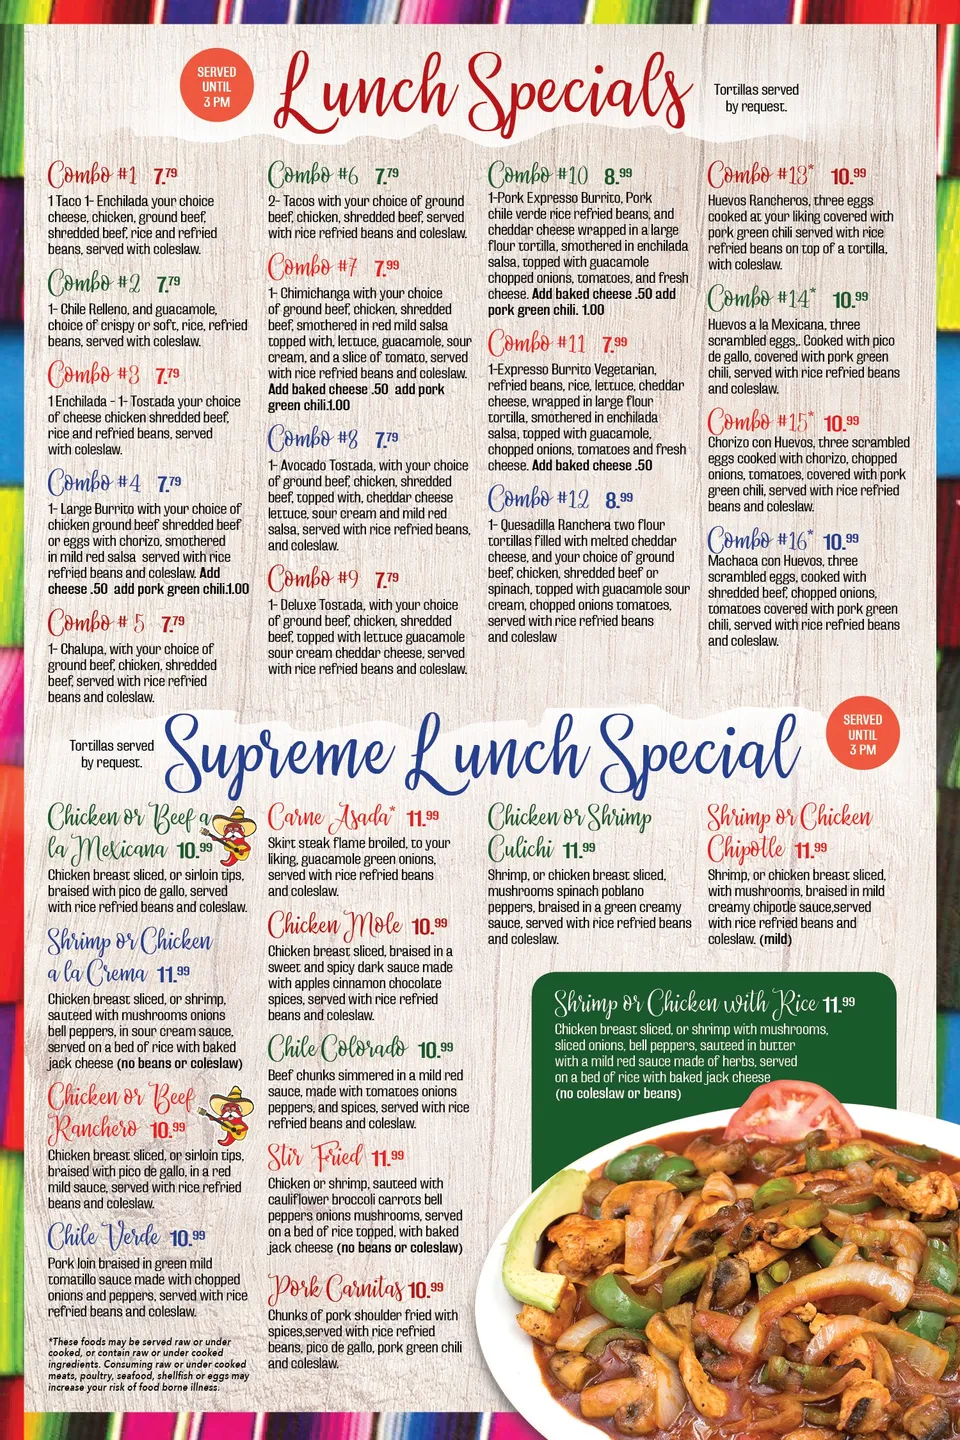 SERVED
UNTIL
3 PM
Lunch Specials
Tortillas served
by request.
Combo #1 7.79
1 Taco 1- Enchilada your choice
cheese, chicken, ground beef,
shredded beef, rice and refried
beans, served with coleslaw.
Combo #2 7.79
1- Chile Relleno, and guacamole,
choice of crispy or soft, rice, refried
beans, served with coleslaw.
Combo #3 7.79
1 Enchilada - 1- Tostada your choice
of cheese chicken shredded beef,
rice and refried beans, served
with coleslaw.
Combo #4 7.79
1- Large Burrito with your choice of
chicken ground beef shredded beef
or eggs with chorizo, smothered
in mild red salsa served with rice
refried beans and coleslaw. Add
cheese .50 add pork green chili.1.00
Combo # 5 7.79
1- Chalupa, with your choice of
ground beef, chicken, shredded
beef, served with rice refried
beans and coleslaw.
Combo #6 7.79
2- Tacos with your choice of ground
beef, chicken, shredded beef, served
with rice refried beans and coleslaw.
Combo #7 7.99
1- Chimichanga with your choice
of ground beef, chicken, shredded
beef, smothered in red mild salsa
topped with, lettuce, guacamole, sour
cream, and a slice of tomato, served
with rice refried beans and coleslaw.
Add baked cheese .50 add pork
green chili.1.00
Combo #8 7.79
1- Avocado Tostada, with your choice
of ground beef, chicken, shredded
beef, topped with, cheddar cheese
lettuce, sour cream and mild red
salsa, served with rice refried beans,
and coleslaw.
Combo #9 7.79
1- Deluxe Tostada, with your choice
of ground beef, chicken, shredded
beef, topped with lettuce guacamole
sour cream cheddar cheese, served
with rice refried beans and coleslaw.
Combo #10 8.99
1-Pork Expresso Burrito, Pork
chile verde rice refried beans, and
cheddar cheese wrapped in a large
flour tortilla, smothered in enchilada
salsa, topped with guacamole
chopped onions, tomatoes, and fresh
cheese. Add baked cheese .50 add
pork green chili. 1.00
Combo #11 7.99
1-Expresso Burrito Vegetarian,
refried beans, rice, lettuce, cheddar
cheese, wrapped in large flour
tortilla, smothered in enchilada
salsa, topped with guacamole,
chopped onions, tomatoes and fresh
cheese. Add baked cheese .50
Combo #12 8.99
1- Quesadilla Ranchera two flour
tortillas filled with melted cheddar
cheese, and your choice of ground
beef, chicken, shredded beef or
spinach, topped with guacamole sour
cream, chopped onions tomatoes,
served with rice refried beans
and coleslaw
Combo #13* 10.99
Huevos Rancheros, three eggs
cooked at your liking covered with
pork green chili served with rice
refried beans on top of a tortilla,
with coleslaw.
Combo #14* 10.99
Huevos a la Mexicana, three
scrambled eggs,. Cooked with pico
de gallo, covered with pork green
chili, served with rice refried beans
and coleslaw.
Combo #15* 10.99
Chorizo con Huevos, three scrambled
eggs cooked with chorizo, chopped
onions, tomatoes, covered with pork
green chili, served with rice refried
beans and coleslaw.
Combo #16* 10.99
Machaca con Huevos, three
scrambled eggs, cooked with
shredded beef, chopped onions,
tomatoes covered with pork green
chili, served with rice refried beans
and coleslaw.
Tortillas served
by request.
Supreme Lunch Special
SERVED
UNTIL
3 PM
Chicken or Beef a
la Mexicana 10.99
Chicken breast sliced, or sirloin tips,
braised with pico de gallo, served
with rice refried beans and coleslaw.
Shrimp or Chicken
a la Crema 11.99
Chicken breast sliced, or shrimp,
sauteed with mushrooms onions
bell peppers, in sour cream sauce,
served on a bed of rice with baked
jack cheese (no beans or coleslaw)
Chicken or Beef
Ranchero 10.99
Chicken breast sliced, or sirloin tips,
braised with pico de gallo, in a red
mild sauce, served with rice refried
beans and coleslaw.
Chile Verde 10.99
Pork loin braised in green mild
tomatillo sauce made with chopped
onions and peppers, served with rice
refried beans and coleslaw.
*These foods may be served raw or under
cooked, or contain raw or under cooked
ingredients. Consuming raw or under cooked
meats, poultry, seafood, shellfish or eggs may
increase your risk of food borne illness.
Carne Asada* 11.99
Skirt steak flame broiled, to your
liking, guacamole green onions,
served with rice refried beans
and coleslaw.
Chicken Mole 10.99
Chicken breast sliced, braised in a
sweet and spicy dark sauce made
with apples cinnamon chocolate
spices, served with rice refried
beans and coleslaw.
Chile Colorado 10.99
Beef chunks simmered in a mild red
sauce, made with tomatoes onions
peppers, and spices, served with rice
refried beans and coleslaw.
Stir Fried 11.99
Chicken or shrimp, sauteed with
cauliflower broccoli carrots bell
peppers onions mushrooms, served
on a bed of rice topped, with baked
jack cheese (no beans or coleslaw)
Pork Carnitas 10.99
Chunks of pork shoulder fried with
spices,served with rice refried
beans, pico de gallo, pork green chili
and coleslaw.
Chicken or Shrimp
Culichi 11.99
Shrimp, or chicken breast sliced,
mushrooms spinach poblano
peppers, braised in a green creamy
sauce, served with rice refried beans
and coleslaw.
Shrimp or Chicken
Chipotle 11.99
Shrimp, or chicken breast sliced,
with mushrooms, braised in mild
creamy chipotle sauce,served
with rice refried beans and
coleslaw. (mild)
Shrimp or Chicken with Rice 11.99
Chicken breast sliced, or shrimp with mushrooms,
sliced onions, bell peppers, sauteed in butter
with a mild red sauce made of herbs, served
on a bed of rice with baked jack cheese
(no coleslaw or beans)